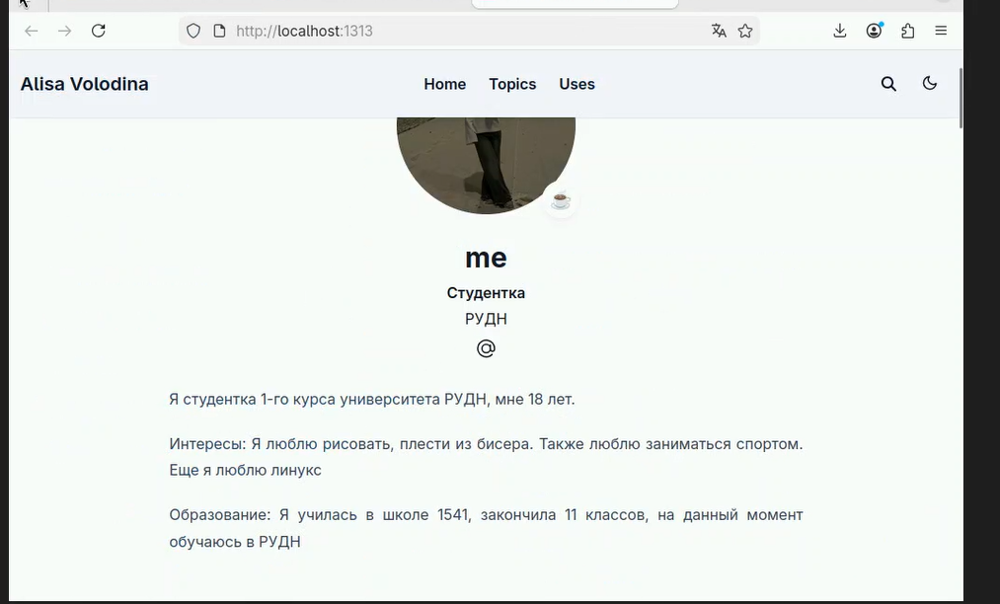 http://localhost:1313
Alisa Volodina
Home Topics Uses
me
Студентка
РУДН
Я студентка 1-го курса университета РУДН, мне 18 лет.
Интересы: Я люблю рисовать, плести из бисера. Также люблю заниматься спортом.
Еще я люблю линукс
Образование: Я училась в школе 1541, закончила 11 классов, на данный момент
обучаюсь в РУДН